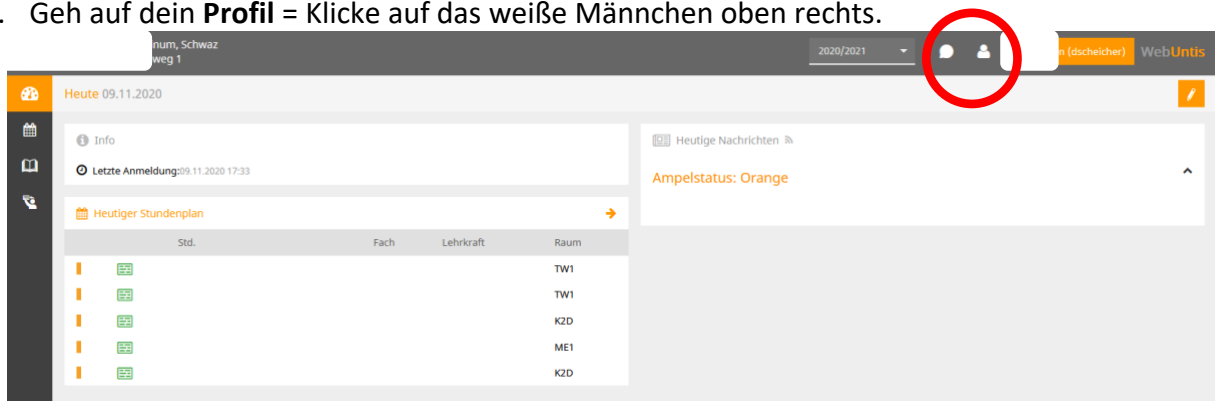 . Geh auf dein Profil = Klicke auf das weiße Männchen oben rechts.
num, Schwaz
weg 1
2020/2021
n (dscheicher)
WebUntis
Heute 09.11.2020
Info
Letzte Anmeldung:09.11.2020 17:33
Heutige Nachrichten
Ampelstatus: Orange
Heutiger Stundenplan
Std. Fach Lehrkraft Raum
TW1
TW1
K2D
ME1
K2D